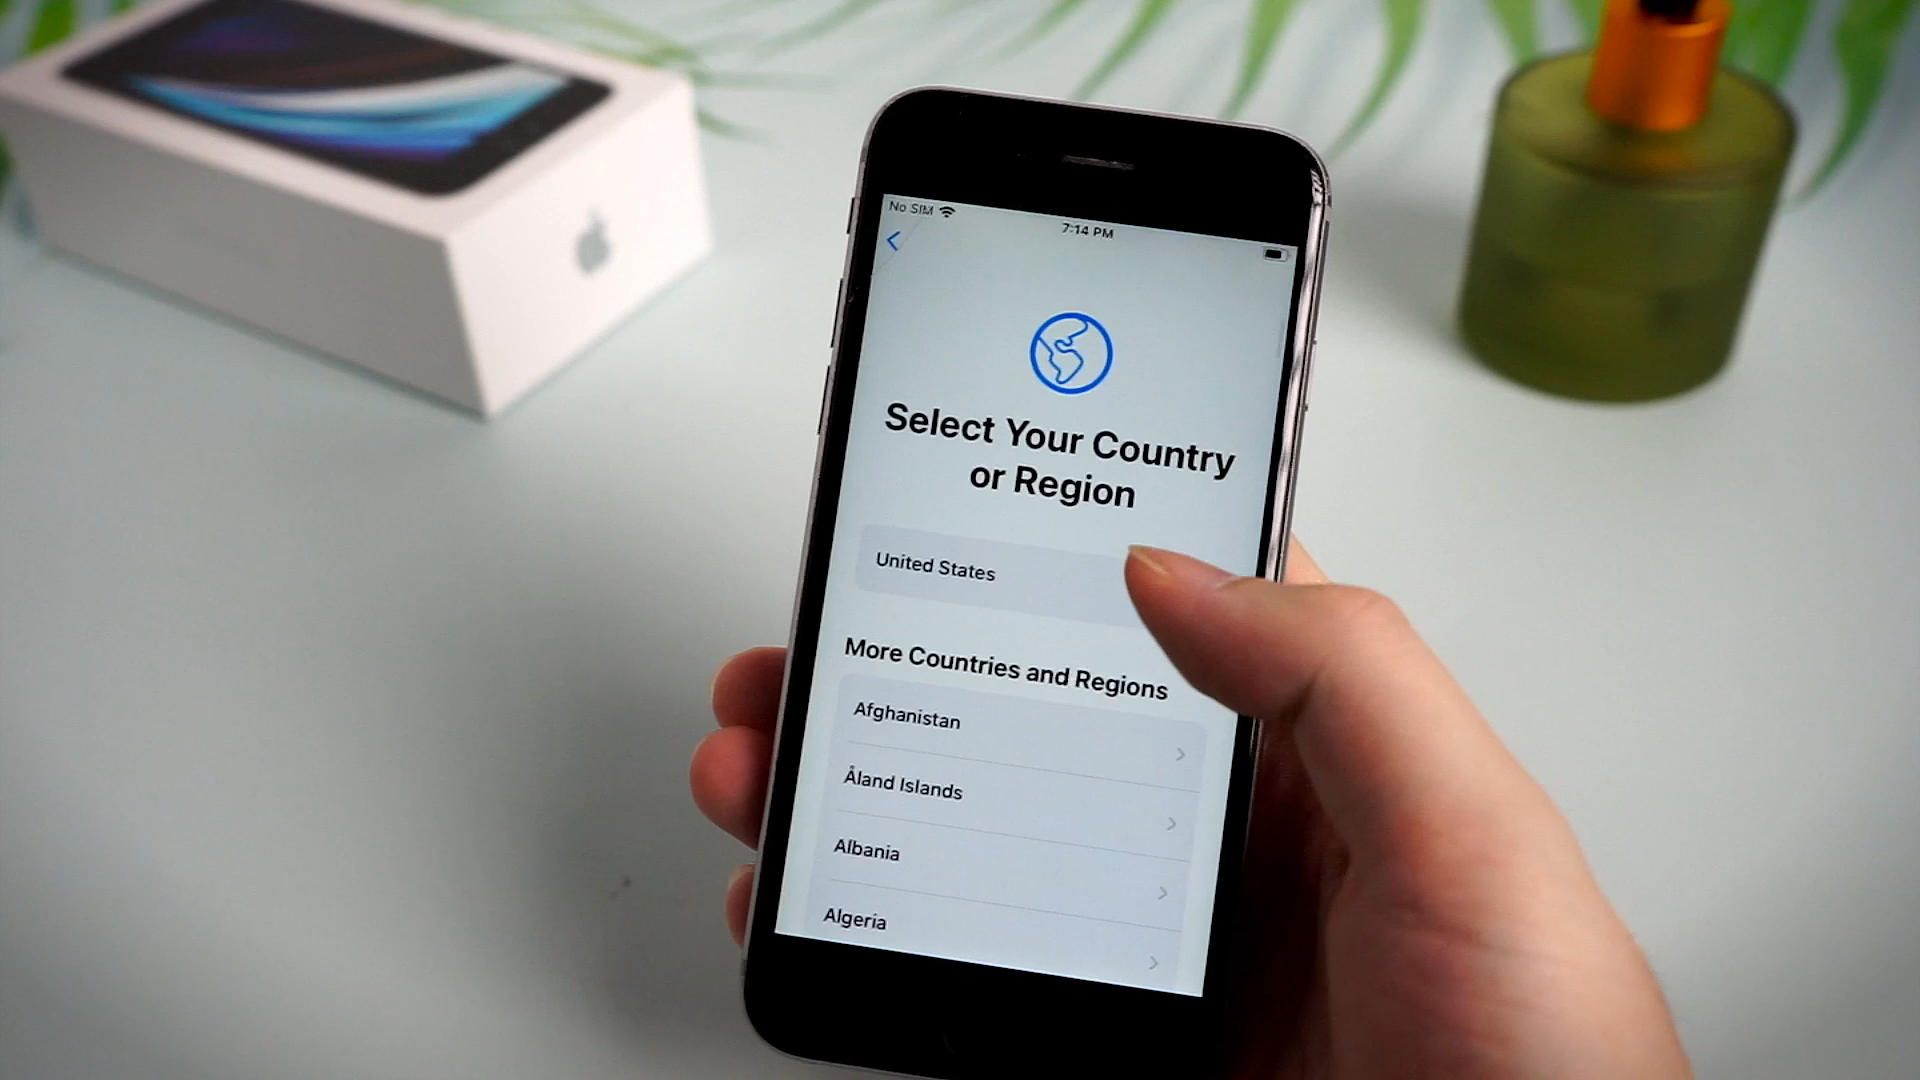 No SIM
7:14 PM
Select Your Country
or Region
United States
More Countries and Regions
Afghanistan
Åland Islands
Albania
Algeria